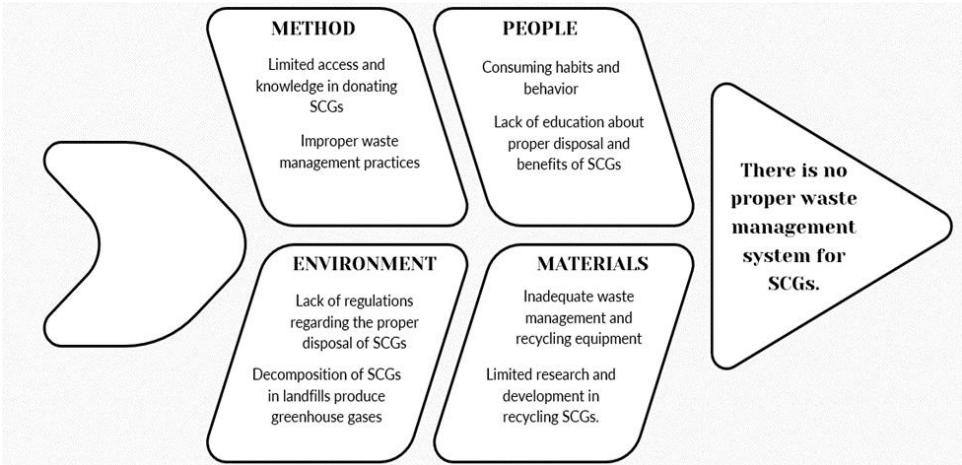 METHOD
Limited access and
knowledge in donating
SCGs
Improper waste
management practices
PEOPLE
Consuming habits and
behavior
Lack of education about
proper disposal and
benefits of SCGs
ENVIRONMENT
Lack of regulations
regarding the proper
disposal of SCGs
Decomposition of SCGs
in landfills produce
greenhouse gases
MATERIALS
Inadequate waste
management and
recycling equipment
Limited research and
development in
recycling SCGs.
There is no
proper waste
management
system for
SCGs.